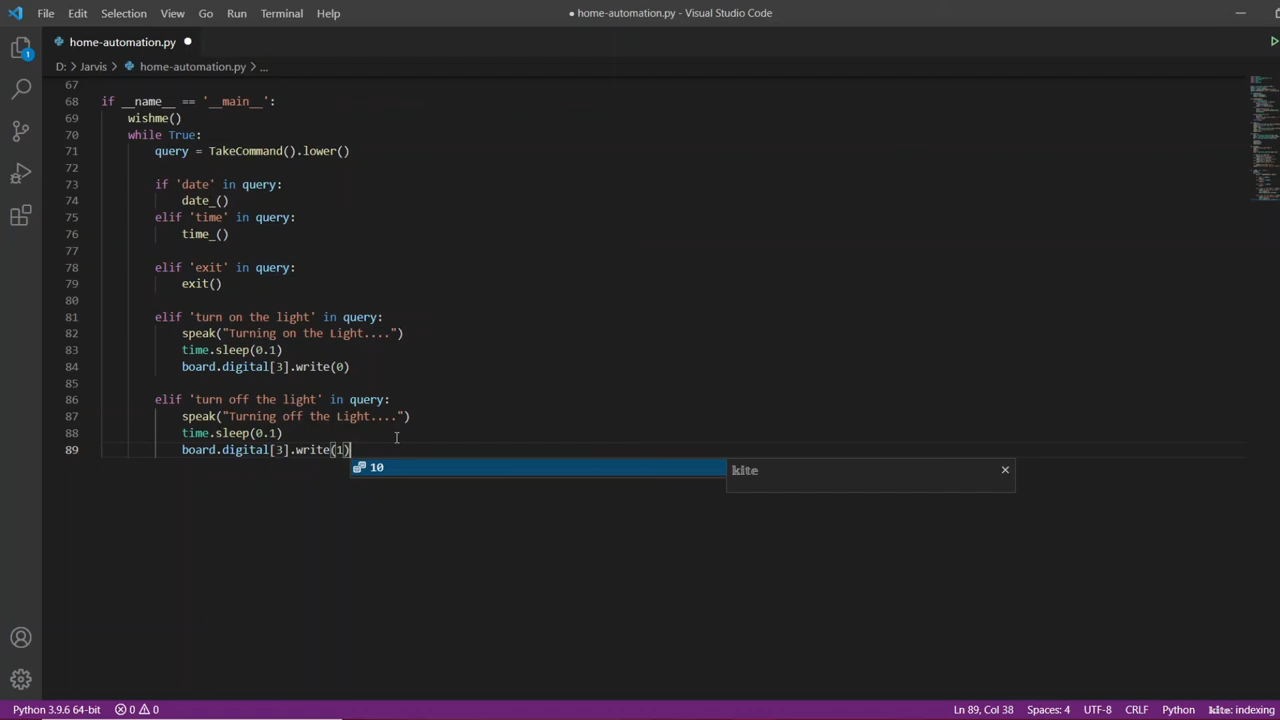 File Edit Selection View Go Run Terminal Help
● home-automation.py - Visual Studio Code
home-automation.py ●
D: > Jarvis > home-automation.py > ...
1
67
68 if __name__ == '__main__':
69 wishme()
70 while True:
71 query = TakeCommand().lower()
72
73 if 'date' in query:
74 date_()
75 elif 'time' in query:
76 time_()
77
78 elif 'exit' in query:
79 exit()
80
81 elif 'turn on the light' in query:
82 speak("Turning on the Light....")
83 time.sleep(0.1)
84 board.digital[3].write(0)
85
86 elif 'turn off the light' in query:
87 speak("Turning off the Light....")
88 time.sleep(0.1)
89 board.digital[3].write(1)
10
kite
Python 3.9.6 64-bit 0 0 Ln 89, Col 38 Spaces: 4 UTF-8 CRLF Python kite: indexing